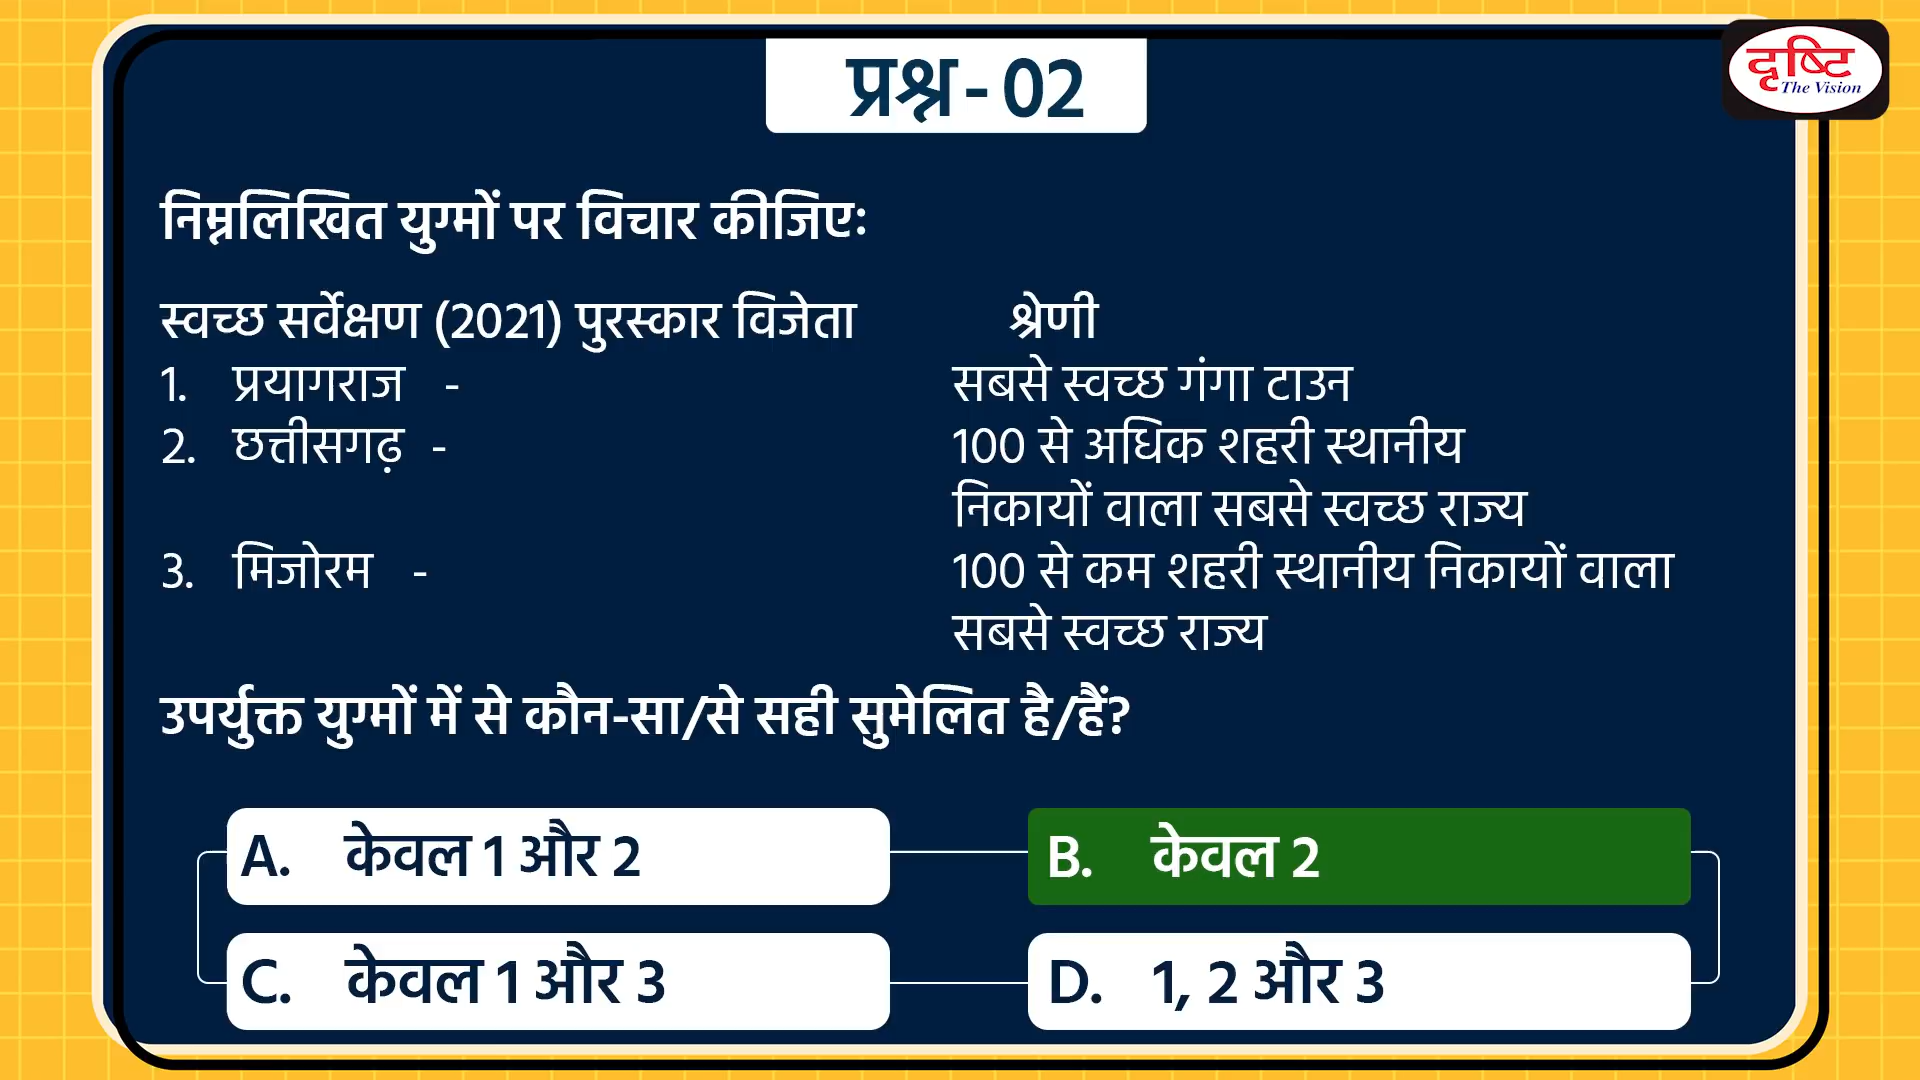 प्रश्न - 02
दृष्टि
The Vision
निम्नलिखित युग्मों पर विचार कीजिए:
स्वच्छ सर्वेक्षण (2021) पुरस्कार विजेता श्रेणी
1. प्रयागराज - सबसे स्वच्छ गंगा टाउन
2. छत्तीसगढ़ - 100 से अधिक शहरी स्थानीय
निकायों वाला सबसे स्वच्छ राज्य
3. मिजोरम - 100 से कम शहरी स्थानीय निकायों वाला
सबसे स्वच्छ राज्य
उपर्युक्त युग्मों में से कौन-सा/से सही सुमेलित है/हैं?
A. केवल 1 और 2
B. केवल 2
C. केवल 1 और 3
D. 1, 2 और 3